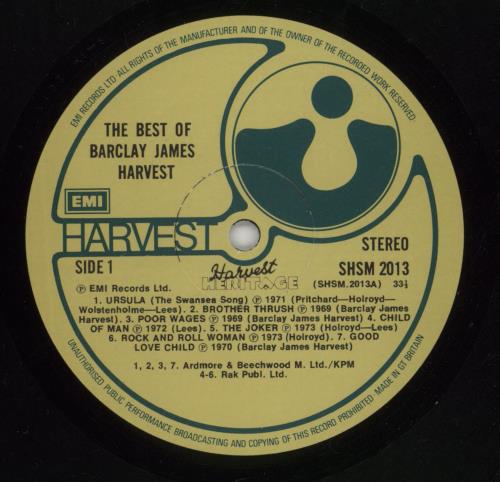 EMI RECORDS LTD ALL RIGHTS OF THE MANUFACTURER AND OF THE OWNER OF THE RECORDED WORK RESERVED
THE BEST OF
BARCLAY JAMES
HARVEST
EMI
HARVEST
STEREO
SIDE 1
Harvest
HERITAGE
SHSM 2013
℗ EMI Records Ltd.
(SHSM.2013A) 33⅓
1. URSULA (The Swansea Song) ℗ 1971 (Pritchard—Holroyd—
Wolstenholme—Lees). 2. BROTHER THRUSH ℗ 1969 (Barclay James
Harvest). 3. POOR WAGES ℗ 1969 (Barclay James Harvest) 4. CHILD
OF MAN ℗ 1972 (Lees). 5. THE JOKER ℗ 1973 (Holroyd—Lees).
6. ROCK AND ROLL WOMAN ℗ 1973 (Holroyd). 7. GOOD
LOVE CHILD ℗ 1970 (Barclay James Harvest)
1, 2, 3, 7. Ardmore & Beechwood M. Ltd./KPM
4-6. Rak Publ. Ltd.
UNAUTHORISED PUBLIC PERFORMANCE BROADCASTING AND COPYING OF THIS RECORD PROHIBITED. MADE IN GT BRITAIN